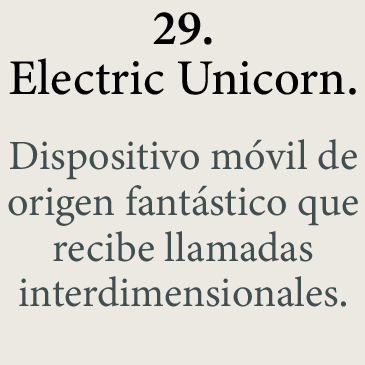 29.
Electric Unicorn.
Dispositivo móvil de
origen fantástico que
recibe llamadas
interdimensionales.